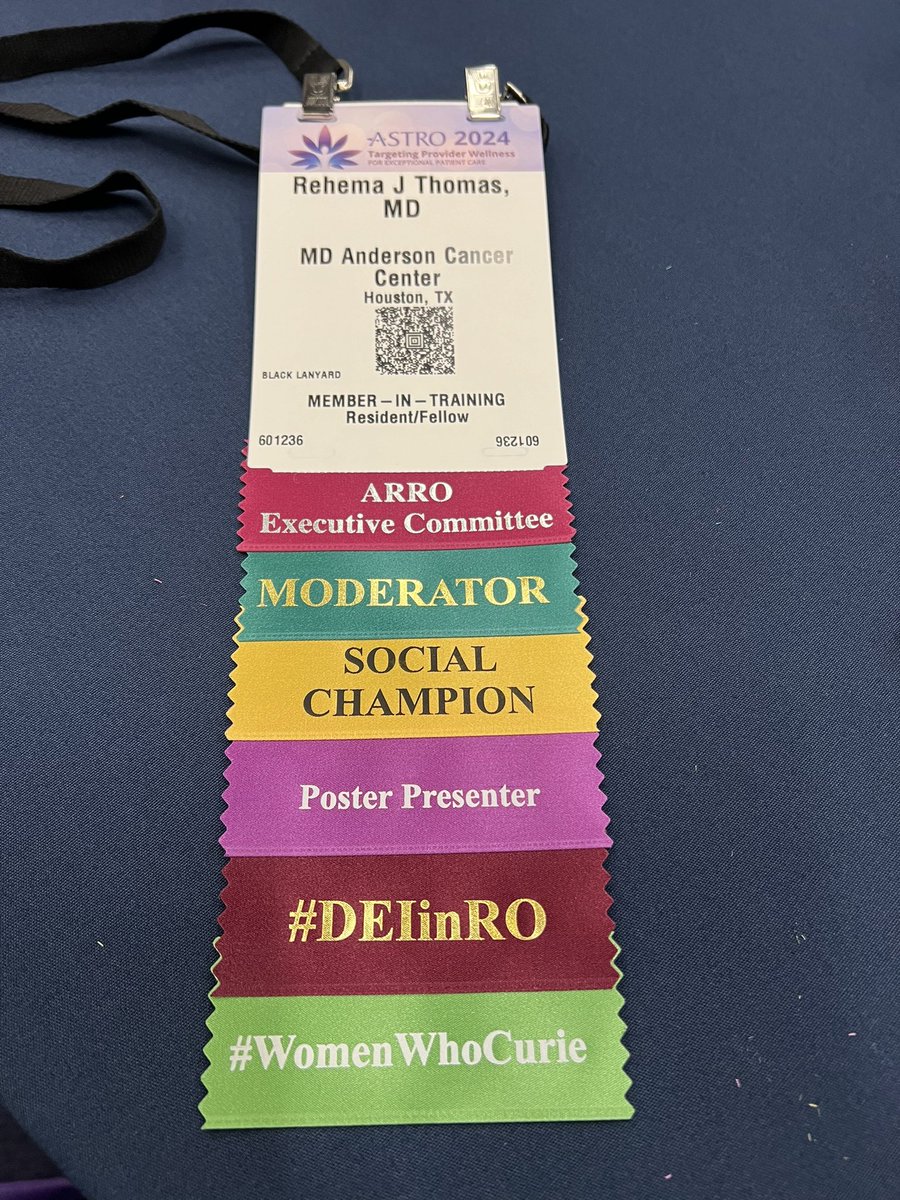 ASTRO 2024
Targeting Provider Wellness
FOR EXCEPTIONAL PATIENT CARE
Rehema J Thomas,
MD
MD Anderson Cancer
Center
Houston, TX
BLACK LANYARD
MEMBER-IN-TRAINING
Resident/Fellow
601236
601236
ARRO
Executive Committee
MODERATOR
SOCIAL
CHAMPION
Poster Presenter
#DEIinRO
#WomenWhoCurie